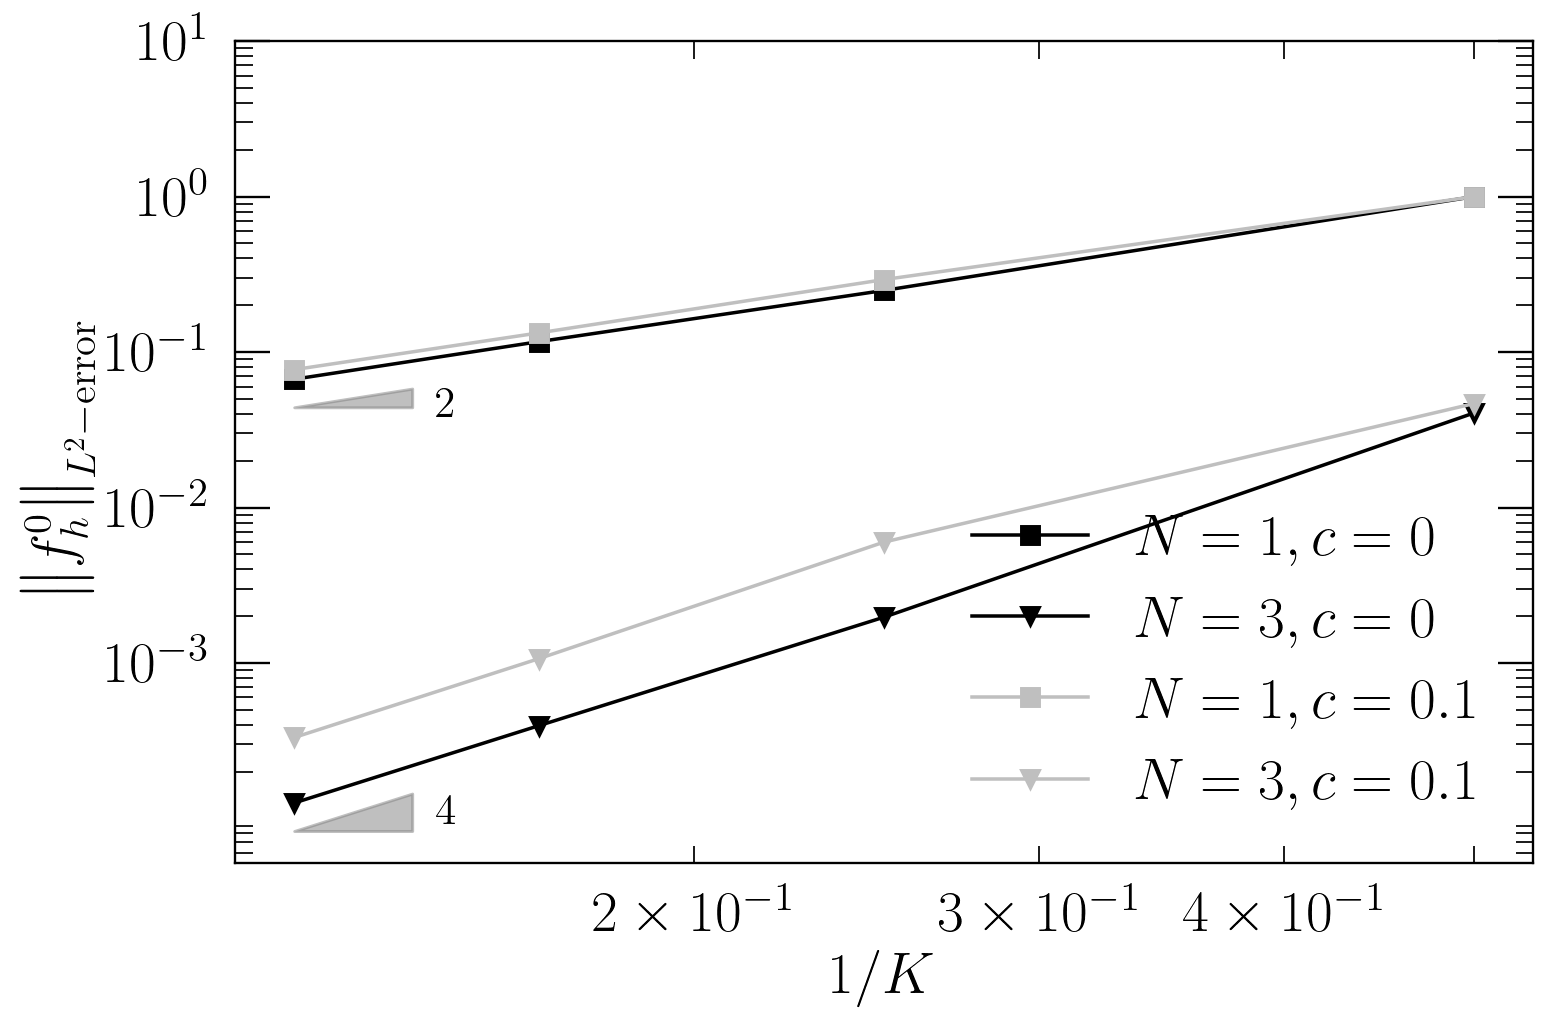 10^1
10^0
10^{-1}
10^{-2}
10^{-3}
||f_h^0||_{L^2-error}
2
4
N = 1, c = 0
N = 3, c = 0
N = 1, c = 0.1
N = 3, c = 0.1
2 × 10^{-1} 3 × 10^{-1} 4 × 10^{-1}
1/K